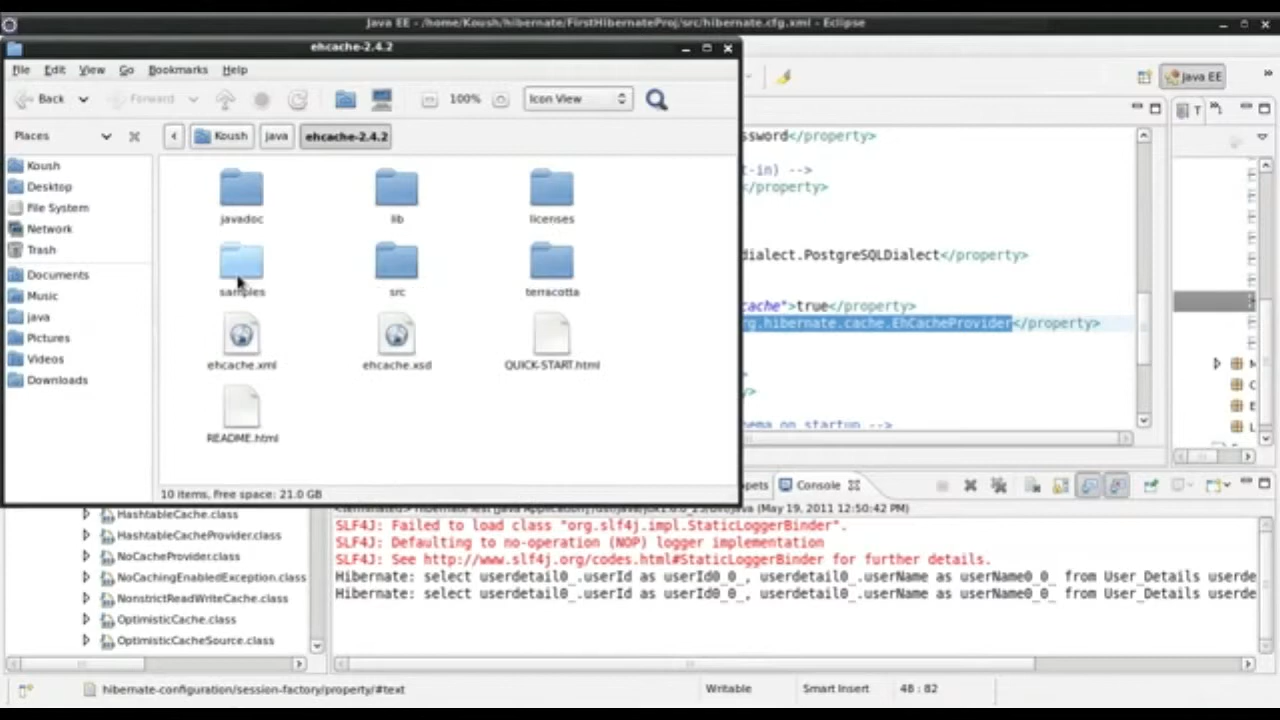 Java EE - /home/Koush/hibernate/FirstHibernateProj/src/hibernate.cfg.xml - Eclipse
ehcache-2.4.2
File Edit View Go Bookmarks Help
Back Forward 100% Icon View
Java EE
Places Koush java ehcache-2.4.2
Koush
Desktop
File System
Network
Trash
Documents
Music
java
Pictures
Videos
Downloads
javadoc lib licenses
samples src terracotta
ehcache.xml ehcache.xsd QUICK-START.html
README.html
10 items, Free space: 21.0 GB
T
sword</property>
t-in) -->
</property>
dialect.PostgreSQLDialect</property>
cache">true</property>
rg.hibernate.cache.EhCacheProvider</property>
>
>
ema on startup -->
pets Console
(May 19, 2011 12:50:42 PM)
HashtableCache.class
HashtableCacheProvider.class
NoCacheProvider.class
NoCachingEnabledException.class
NonstrictReadWriteCache.class
OptimisticCache.class
OptimisticCacheSource.class
SLF4J: Failed to load class "org.slf4j.impl.StaticLoggerBinder".
SLF4J: Defaulting to no-operation (NOP) logger implementation
SLF4J: See http://www.slf4j.org/codes.html#StaticLoggerBinder for further details.
Hibernate: select userdetail0_.userId as userId0_0_, userdetail0_.userName as userName0_0_ from User_Details userde
Hibernate: select userdetail0_.userId as userId0_0_, userdetail0_.userName as userName0_0_ from User_Details userde
hibernate-configuration/session-factory/property/#text Writable Smart Insert 48 : 82